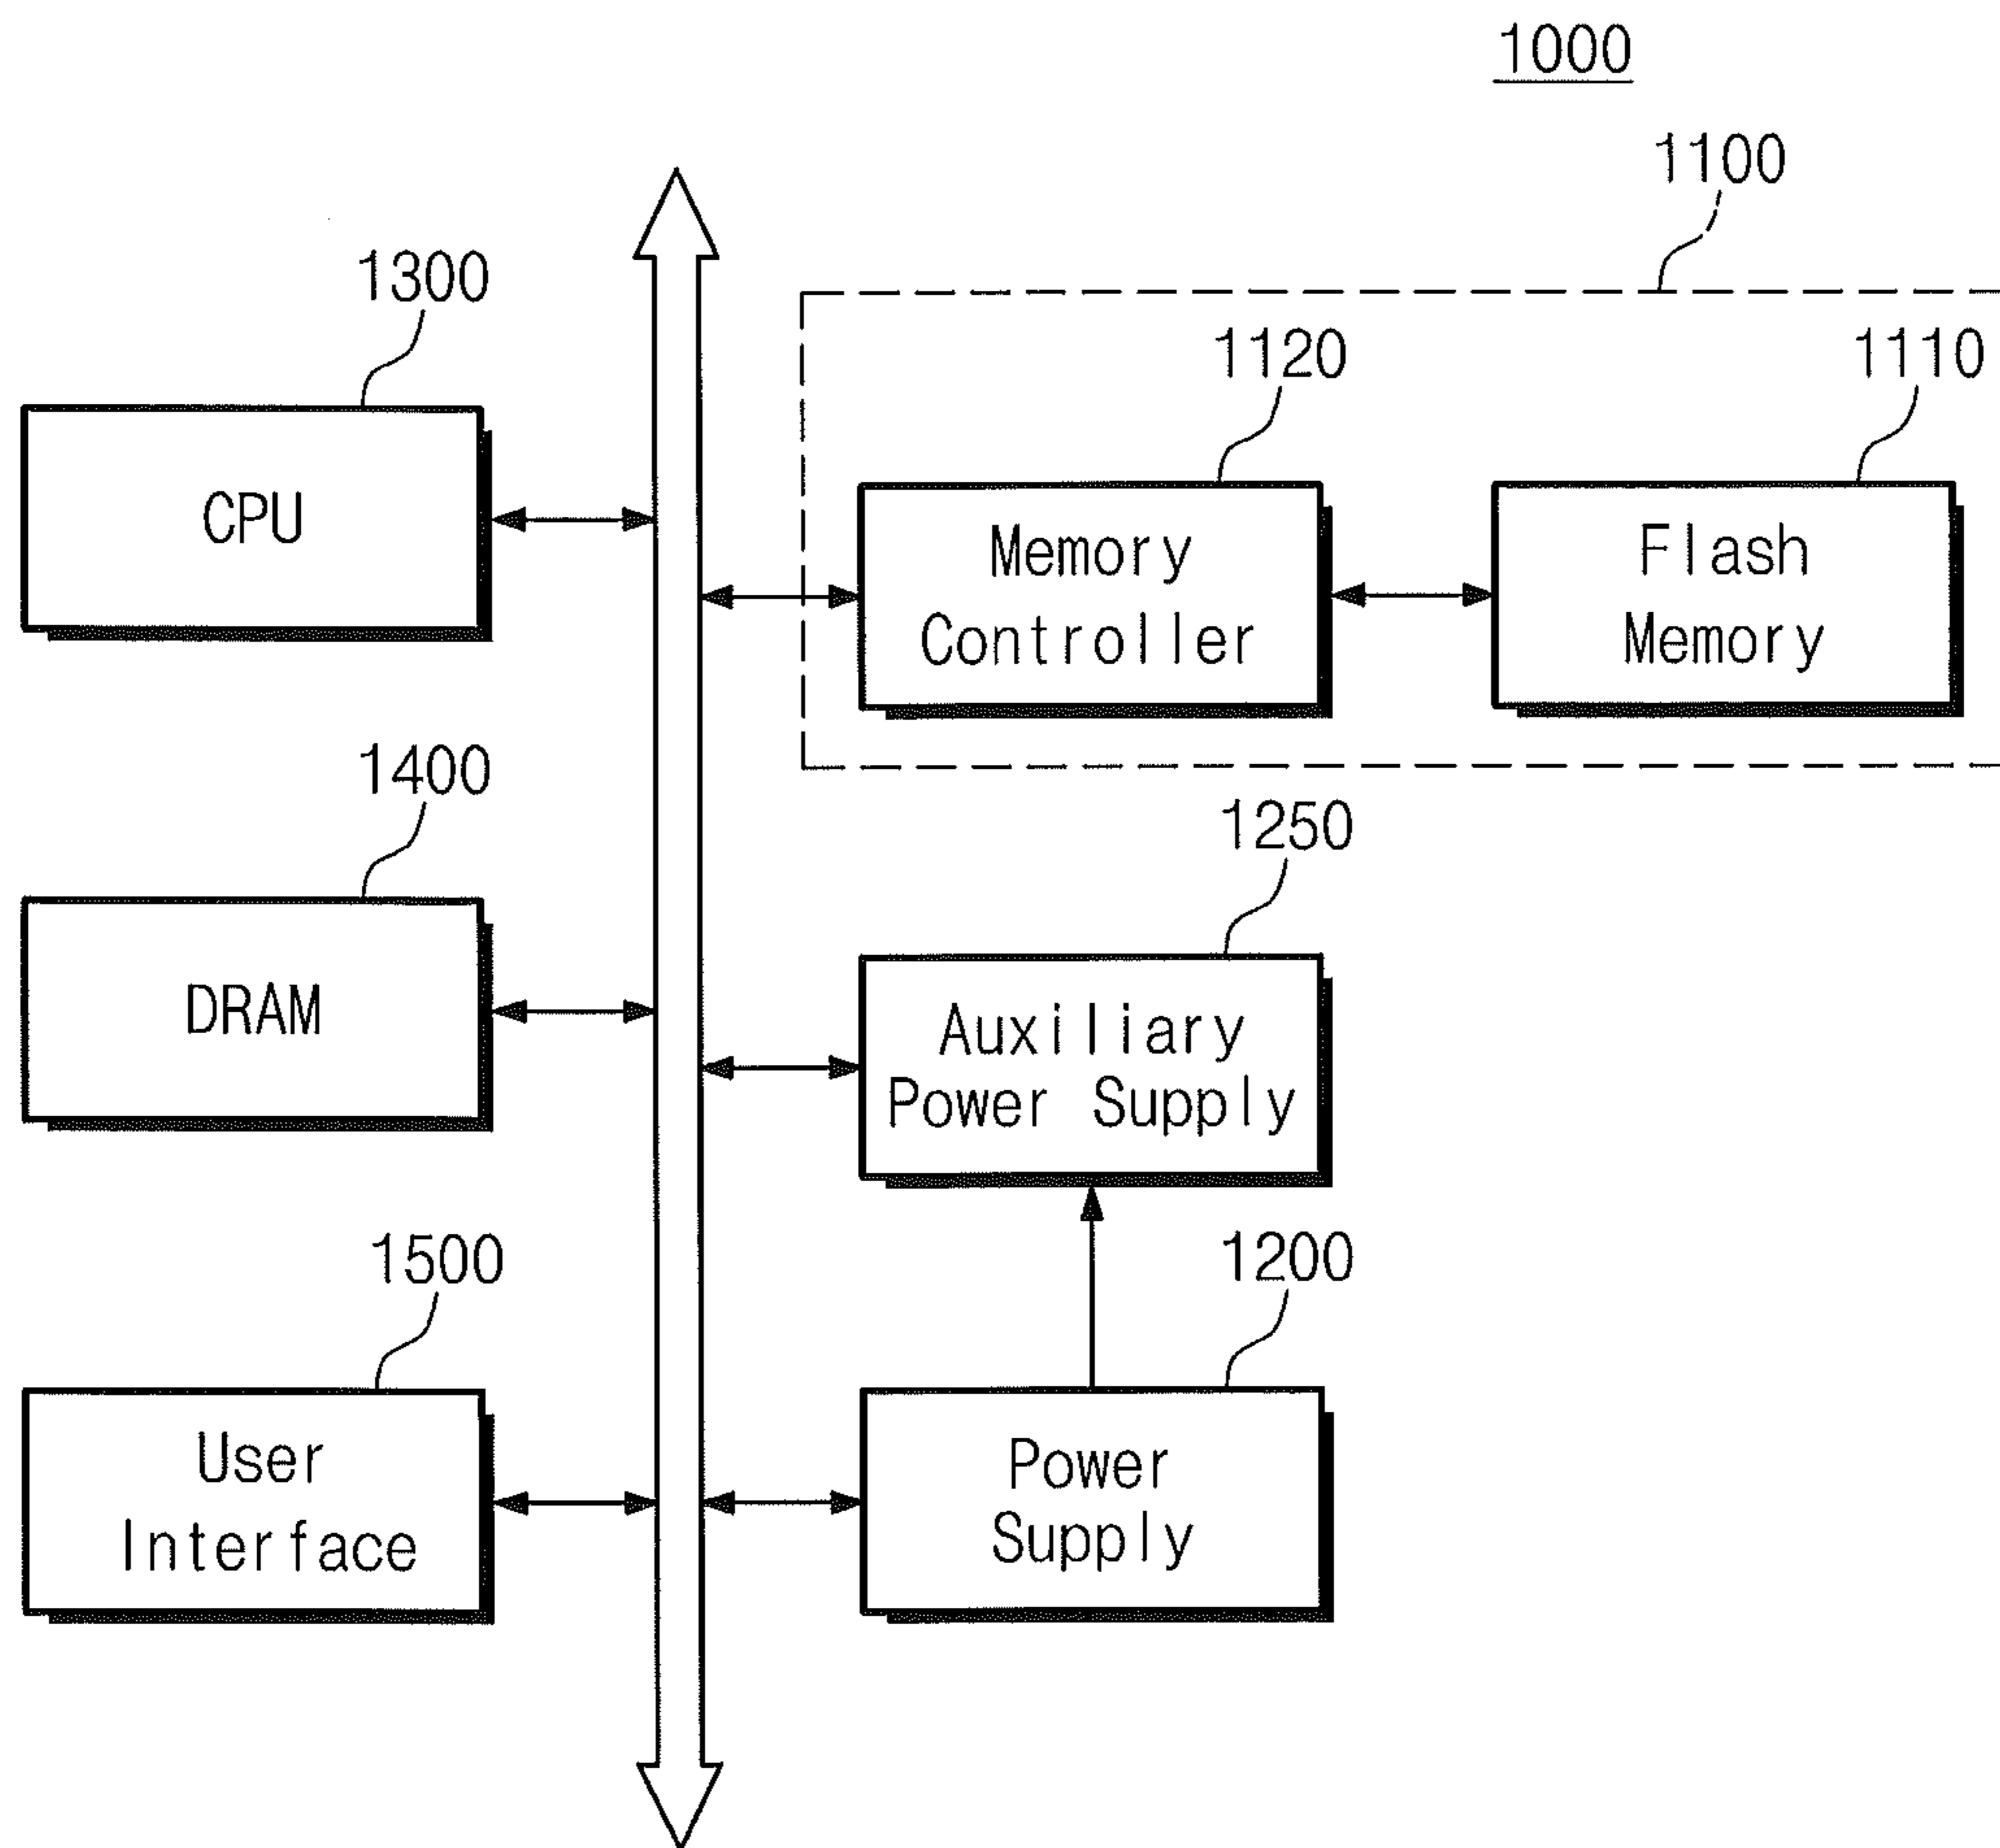 1000
1100
1300
1120
1110
CPU
Memory
Controller
Flash
Memory
1400
1250
DRAM
Auxiliary
Power Supply
1500
1200
User
Interface
Power
Supply